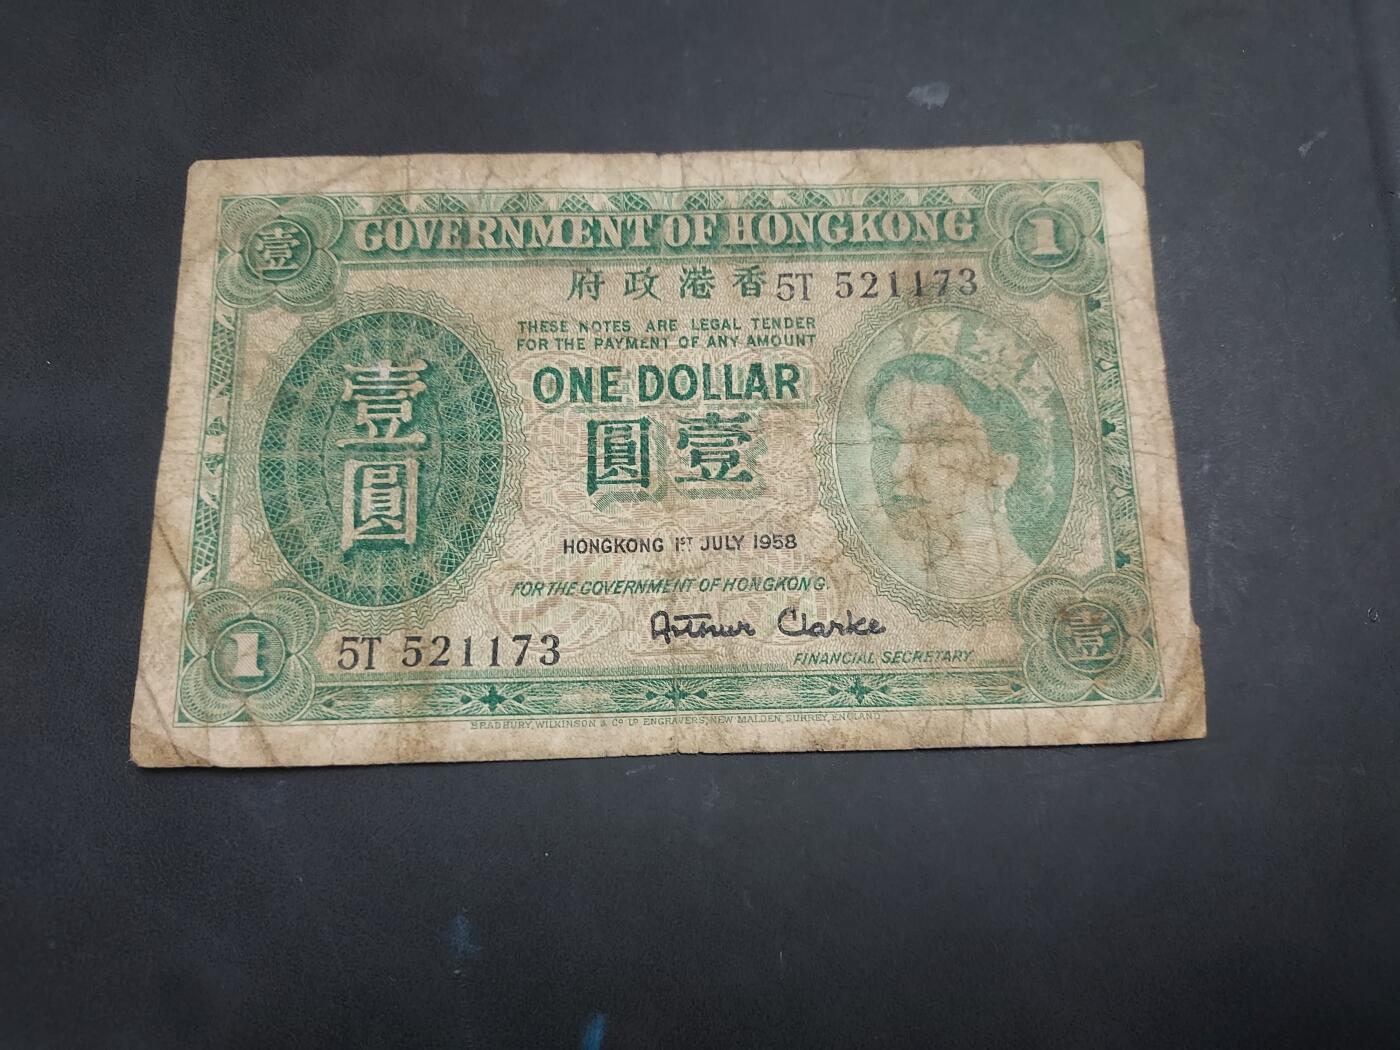 壹 GOVERNMENT OF HONGKONG 1
府政港香 5T 521173
THESE NOTES ARE LEGAL TENDER
FOR THE PAYMENT OF ANY AMOUNT
ONE DOLLAR
圓壹
壹圓
HONGKONG 1ST JULY 1958
FOR THE GOVERNMENT OF HONGKONG.
Arthur Clarke
1 5T 521173
FINANCIAL SECRETARY
壹
BRADBURY, WILKINSON & Co. LD. ENGRAVERS, NEW MALDEN, SURREY, ENGLAND